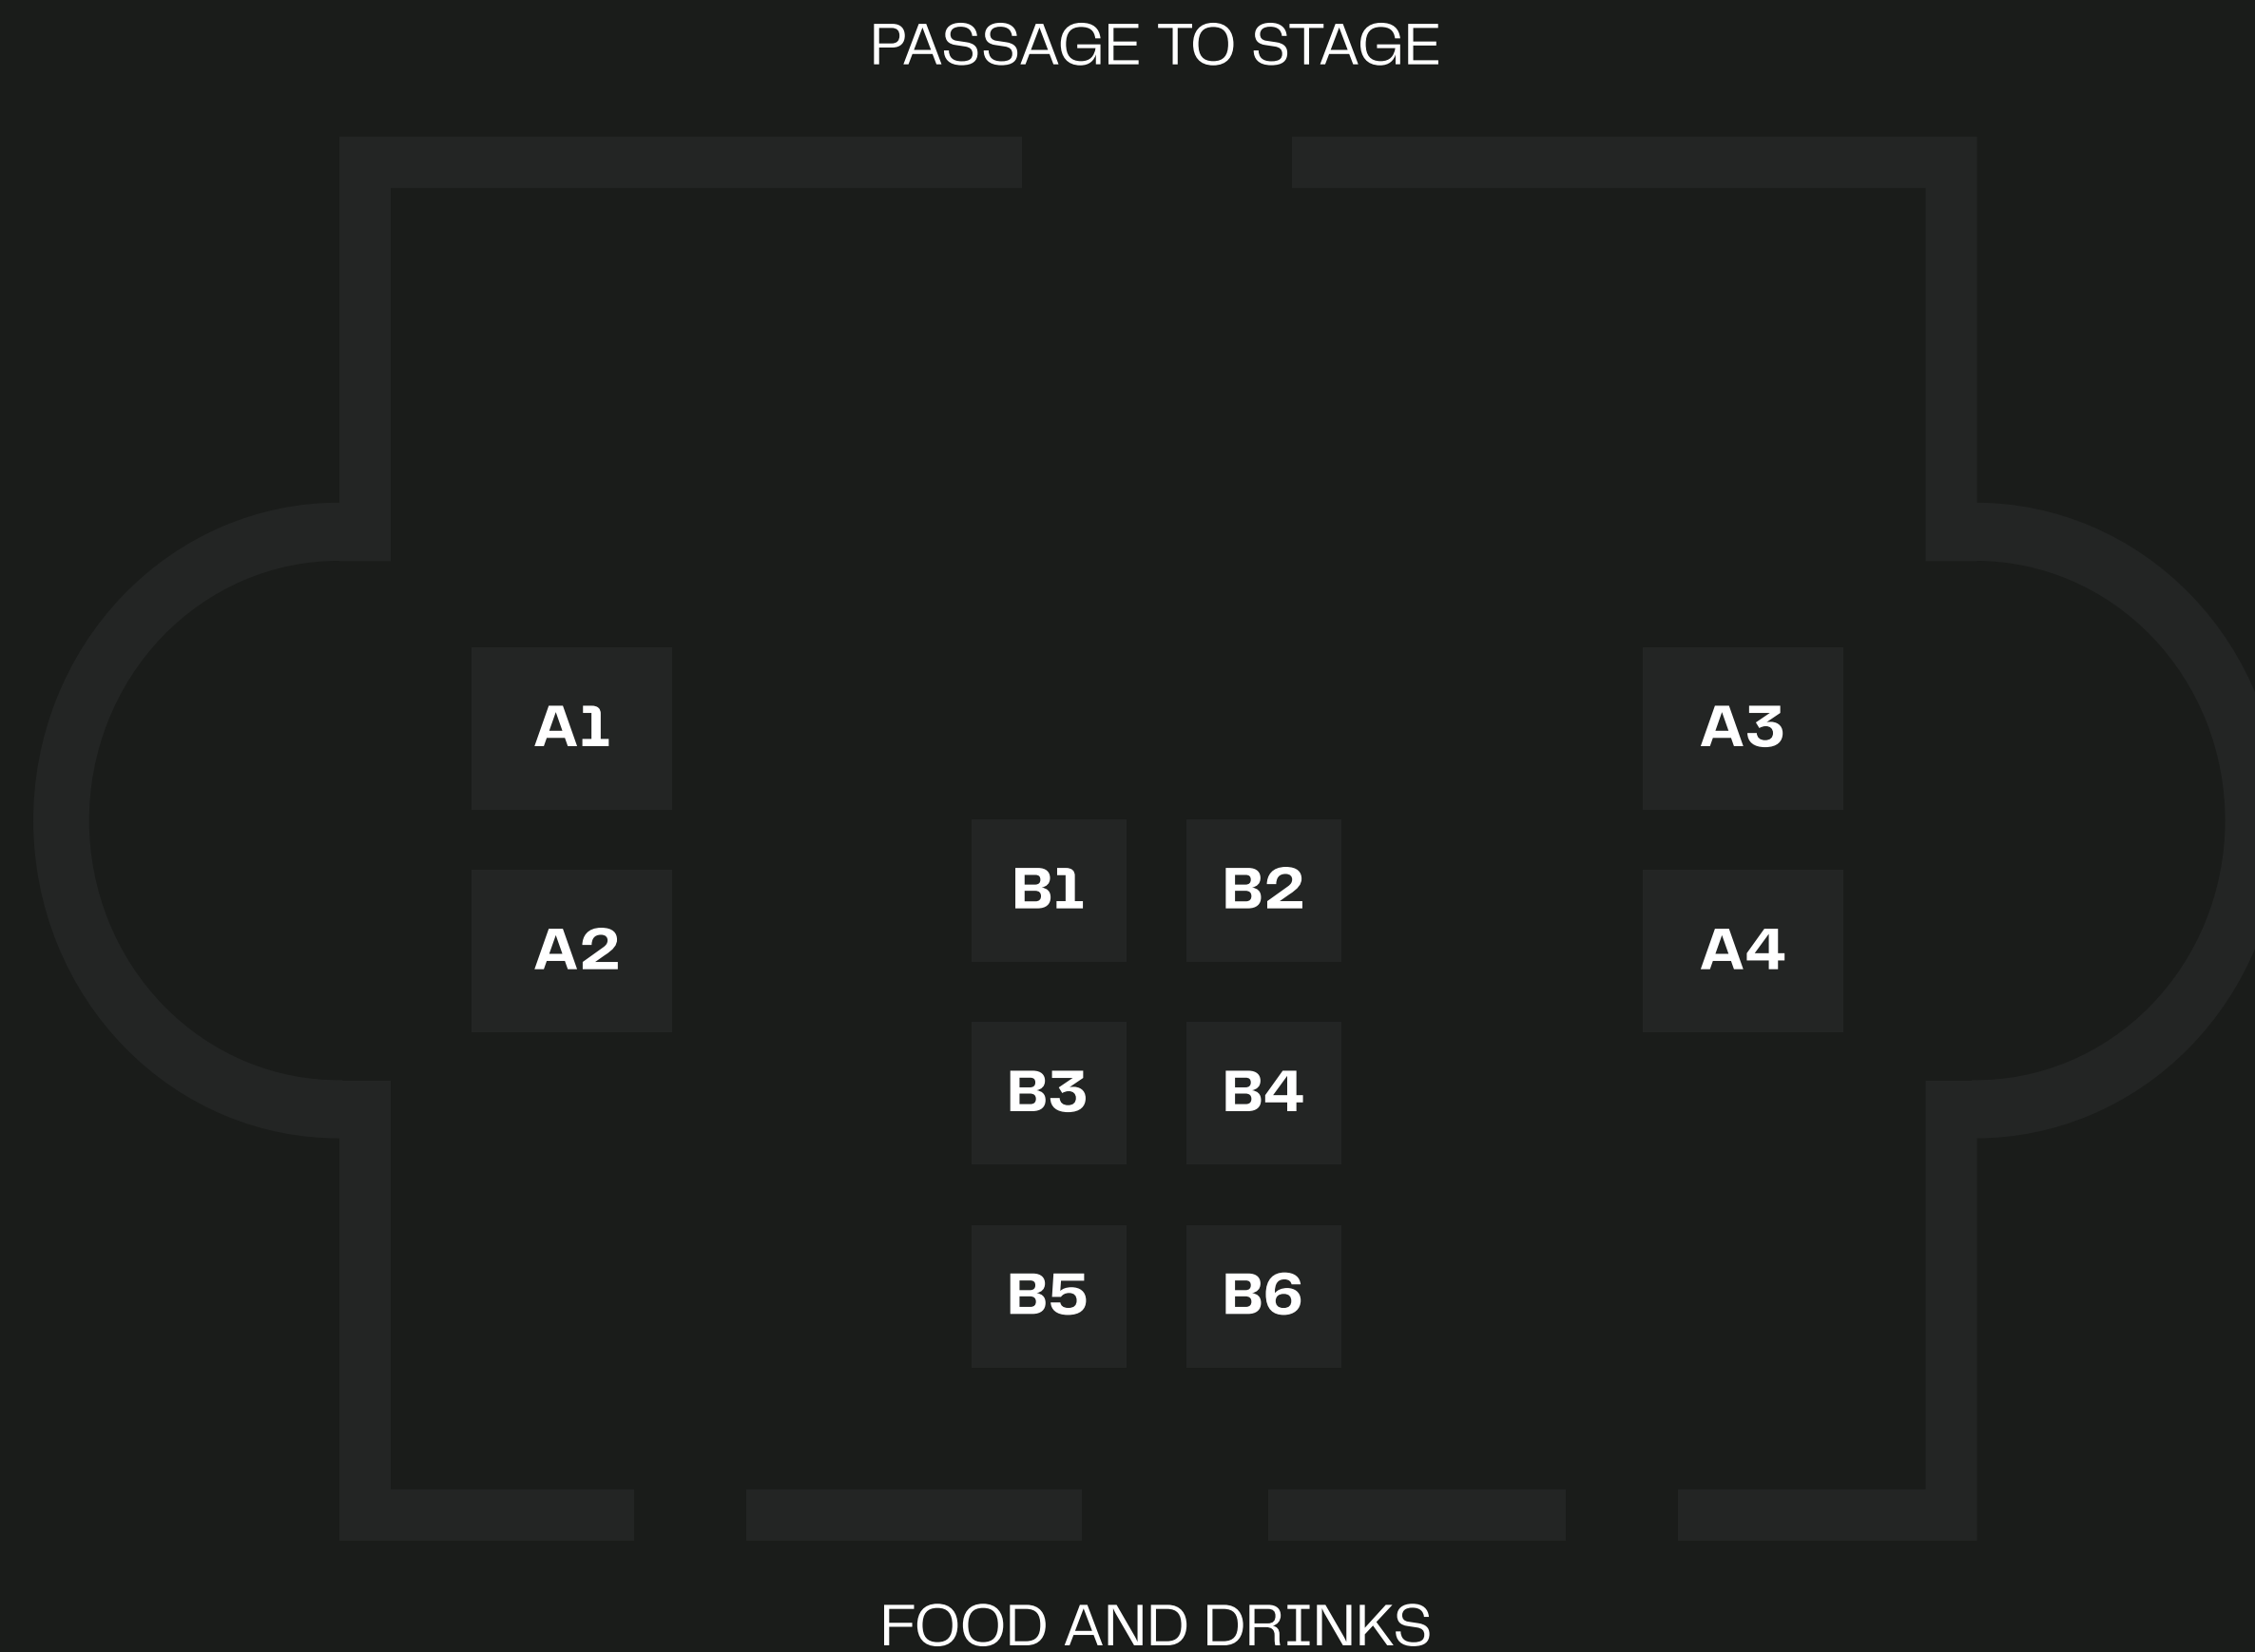 PASSAGE TO STAGE
A1
A3
B1
B2
A2
A4
B3
B4
B5
B6
FOOD AND DRINKS